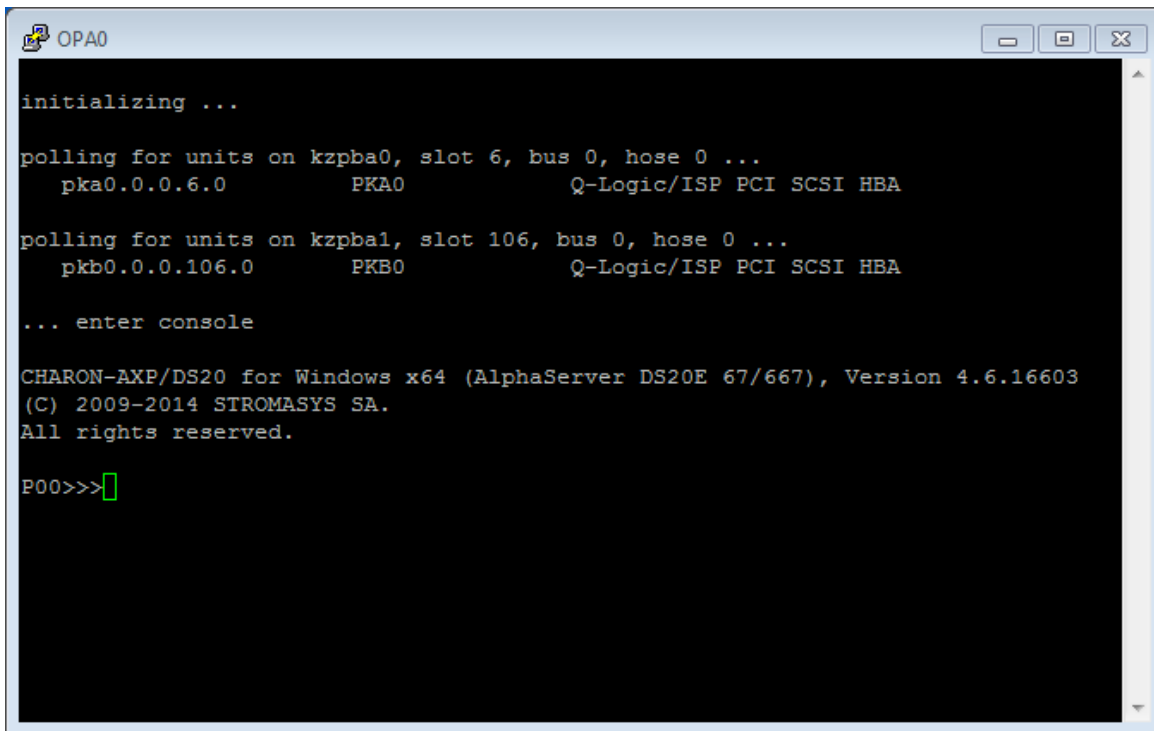 OPA0
initializing ...
polling for units on kzpba0, slot 6, bus 0, hose 0 ...
pka0.0.0.6.0 PKA0 Q-Logic/ISP PCI SCSI HBA
polling for units on kzpba1, slot 106, bus 0, hose 0 ...
pkb0.0.0.106.0 PKB0 Q-Logic/ISP PCI SCSI HBA
... enter console
CHARON-AXP/DS20 for Windows x64 (AlphaServer DS20E 67/667), Version 4.6.16603
(C) 2009-2014 STROMASYS SA.
All rights reserved.
P00>>>